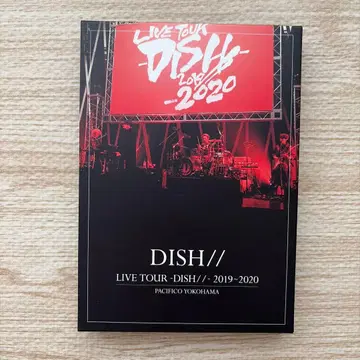 LIVE TOUR
-DISH//-
2019
~2020
DISH//
LIVE TOUR -DISH//- 2019~2020
PACIFICO YOKOHAMA